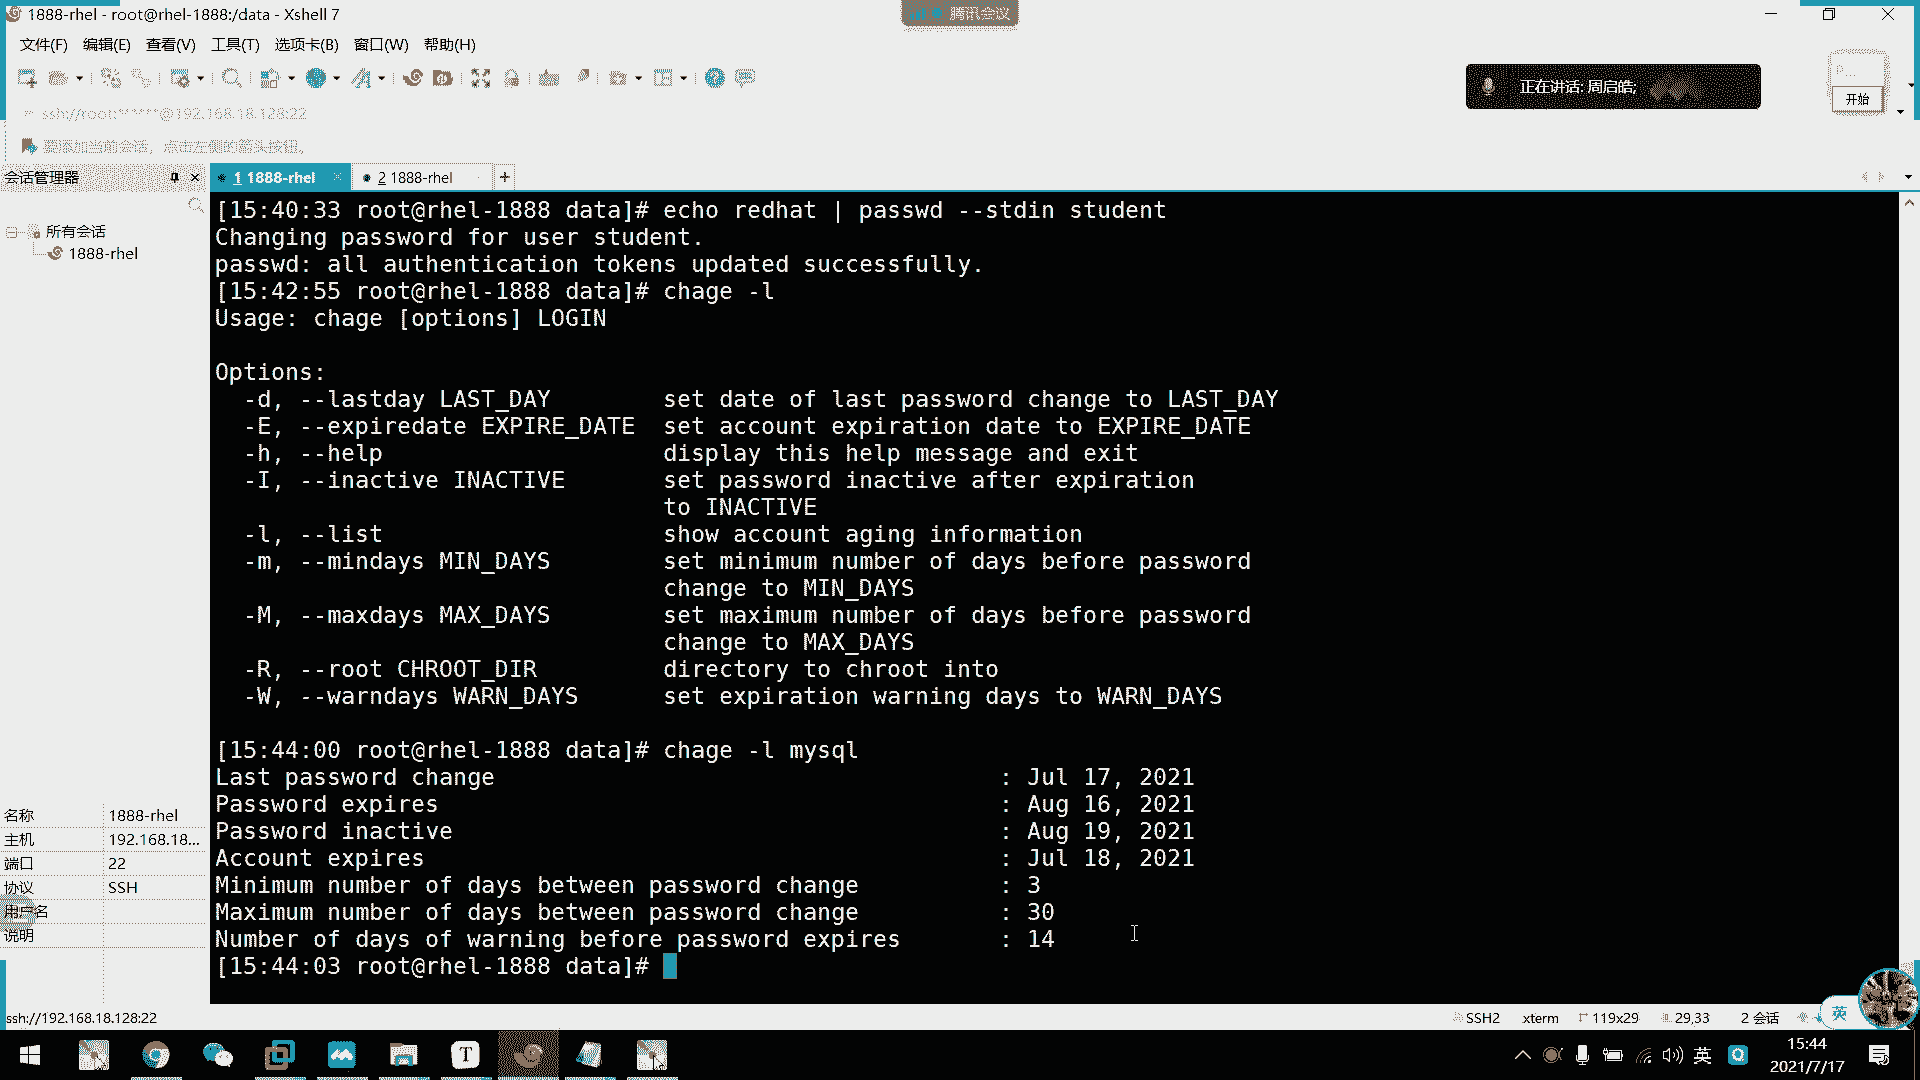 1888-rhel - root@rhel-1888:/data - Xshell 7
腾讯会议
文件(F) 编辑(E) 查看(V) 工具(T) 选项卡(B) 窗口(W) 帮助(H)
正在讲话: 周启皓;
开始
ssh://root:*****@192.168.18.128:22
要添加当前会话，点击左侧的箭头按钮。
会话管理器
1 1888-rhel
2 1888-rhel
所有会话
1888-rhel
[15:40:33 root@rhel-1888 data]# echo redhat | passwd --stdin student
Changing password for user student.
passwd: all authentication tokens updated successfully.
[15:42:55 root@rhel-1888 data]# chage -l
Usage: chage [options] LOGIN
Options:
-d, --lastday LAST_DAY set date of last password change to LAST_DAY
-E, --expiredate EXPIRE_DATE set account expiration date to EXPIRE_DATE
-h, --help display this help message and exit
-I, --inactive INACTIVE set password inactive after expiration
to INACTIVE
-l, --list show account aging information
-m, --mindays MIN_DAYS set minimum number of days before password
change to MIN_DAYS
-M, --maxdays MAX_DAYS set maximum number of days before password
change to MAX_DAYS
-R, --root CHROOT_DIR directory to chroot into
-W, --warndays WARN_DAYS set expiration warning days to WARN_DAYS
[15:44:00 root@rhel-1888 data]# chage -l mysql
Last password change : Jul 17, 2021
Password expires : Aug 16, 2021
Password inactive : Aug 19, 2021
Account expires : Jul 18, 2021
Minimum number of days between password change : 3
Maximum number of days between password change : 30
Number of days of warning before password expires : 14
[15:44:03 root@rhel-1888 data]#
名称 1888-rhel
主机 192.168.18...
端口 22
协议 SSH
用户名
说明
ssh://192.168.18.128:22
SSH2 xterm 119x29 29,33 2 会话
英
英
15:44
2021/7/17